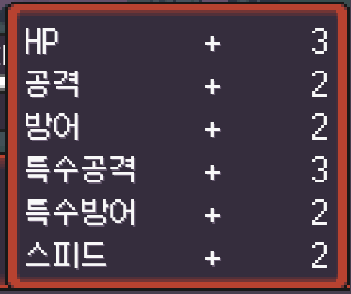 HP + 3
공격 + 2
방어 + 2
특수공격 + 3
특수방어 + 2
스피드 + 2